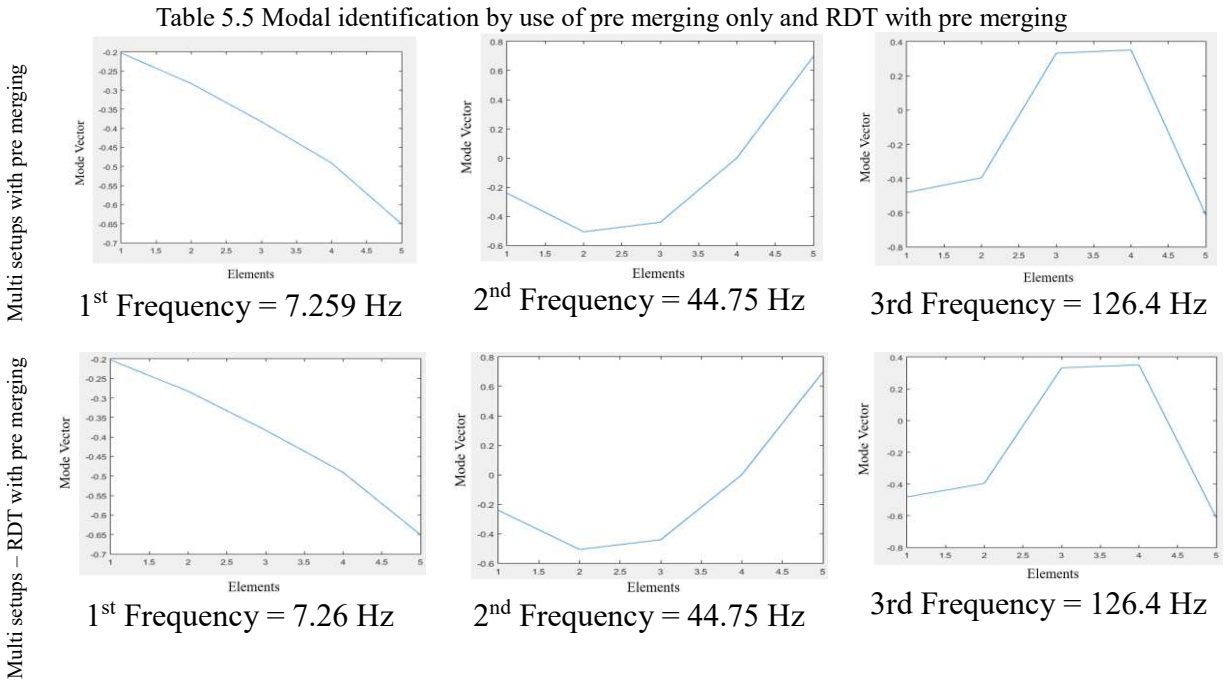 Table 5.5 Modal identification by use of pre merging only and RDT with pre merging
Multi setups with pre merging
Mode Vector
-0.2
-0.25
-0.3
-0.35
-0.4
-0.45
-0.5
-0.55
-0.6
-0.65
-0.7
1 1.5 2 2.5 3 3.5 4 4.5 5
Elements
1st Frequency = 7.259 Hz
Mode Vector
0.8
0.6
0.4
0.2
0
-0.2
-0.4
-0.6
1 1.5 2 2.5 3 3.5 4 4.5 5
Elements
2nd Frequency = 44.75 Hz
Mode Vector
0.4
0.2
0
-0.2
-0.4
-0.6
-0.8
1 1.5 2 2.5 3 3.5 4 4.5 5
Elements
3rd Frequency = 126.4 Hz
Multi setups – RDT with pre merging
Mode Vector
-0.2
-0.25
-0.3
-0.35
-0.4
-0.45
-0.5
-0.55
-0.6
-0.65
-0.7
1 1.5 2 2.5 3 3.5 4 4.5 5
Elements
1st Frequency = 7.26 Hz
Mode Vector
0.8
0.6
0.4
0.2
0
-0.2
-0.4
-0.6
1 1.5 2 2.5 3 3.5 4 4.5 5
Elements
2nd Frequency = 44.75 Hz
Mode Vector
0.4
0.2
0
-0.2
-0.4
-0.6
-0.8
1 1.5 2 2.5 3 3.5 4 4.5 5
Elements
3rd Frequency = 126.4 Hz